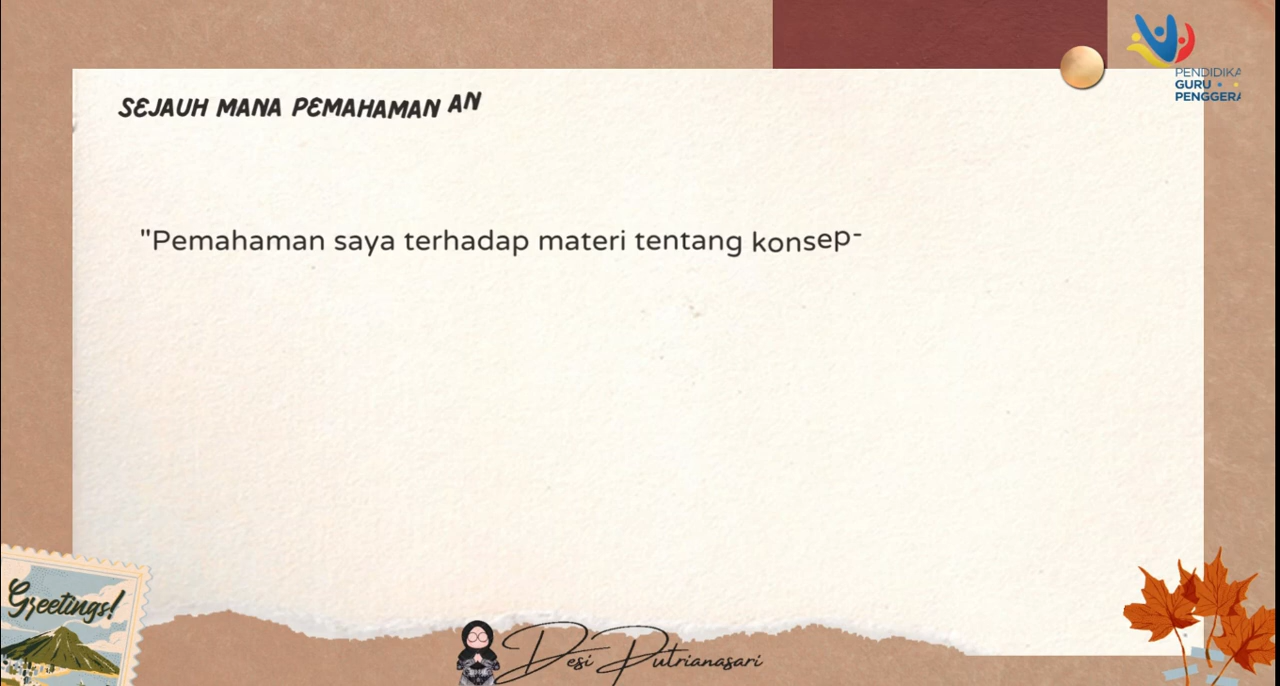 PENDIDIKA
GURU
PENGGERA
SEJAUH MANA PEMAHAMAN AN
"Pemahaman saya terhadap materi tentang konsep-
Greetings!
Desi Putrianasari